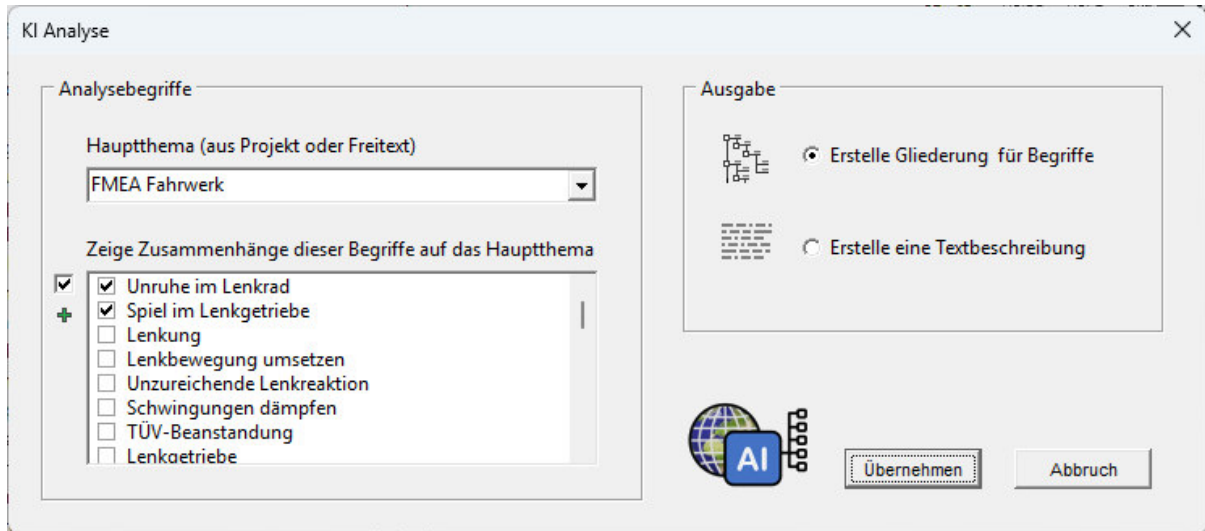 KI Analyse
Analysebegriffe
Hauptthema (aus Projekt oder Freitext)
FMEA Fahrwerk
Zeige Zusammenhänge dieser Begriffe auf das Hauptthema
Unruhe im Lenkrad
Spiel im Lenkgetriebe
Lenkung
Lenkbewegung umsetzen
Unzureichende Lenkreaktion
Schwingungen dämpfen
TÜV-Beanstandung
Lenkgetriebe
Ausgabe
Erstelle Gliederung für Begriffe
Erstelle eine Textbeschreibung
AI
Übernehmen
Abbruch